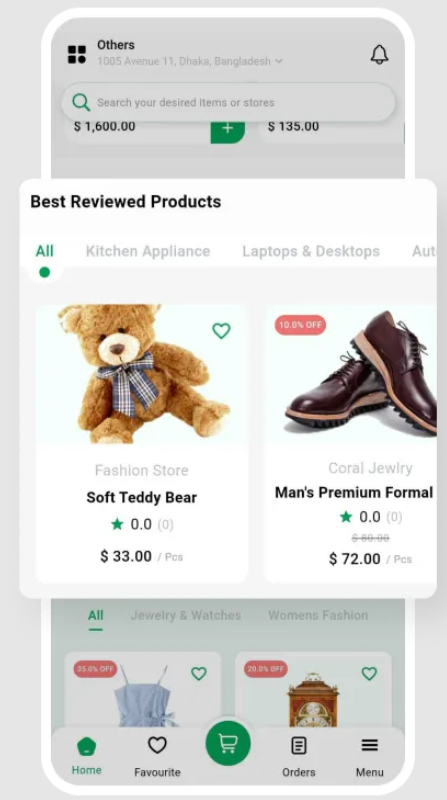 Others
1005 Avenue 11, Dhaka, Bangladesh
Search your desired items or stores
$ 1,600.00
$ 135.00
Best Reviewed Products
All Kitchen Appliance Laptops & Desktops
10.0% OFF
Fashion Store
Soft Teddy Bear
0.0 (0)
$ 33.00 / Pcs
Coral Jewlry
Man's Premium Formal
0.0 (0)
$ 80.00
$ 72.00 / Pcs
All Jewelry & Watches Womens Fashion
25.0% OFF
20.0% OFF
Home
Favourite
Orders
Menu